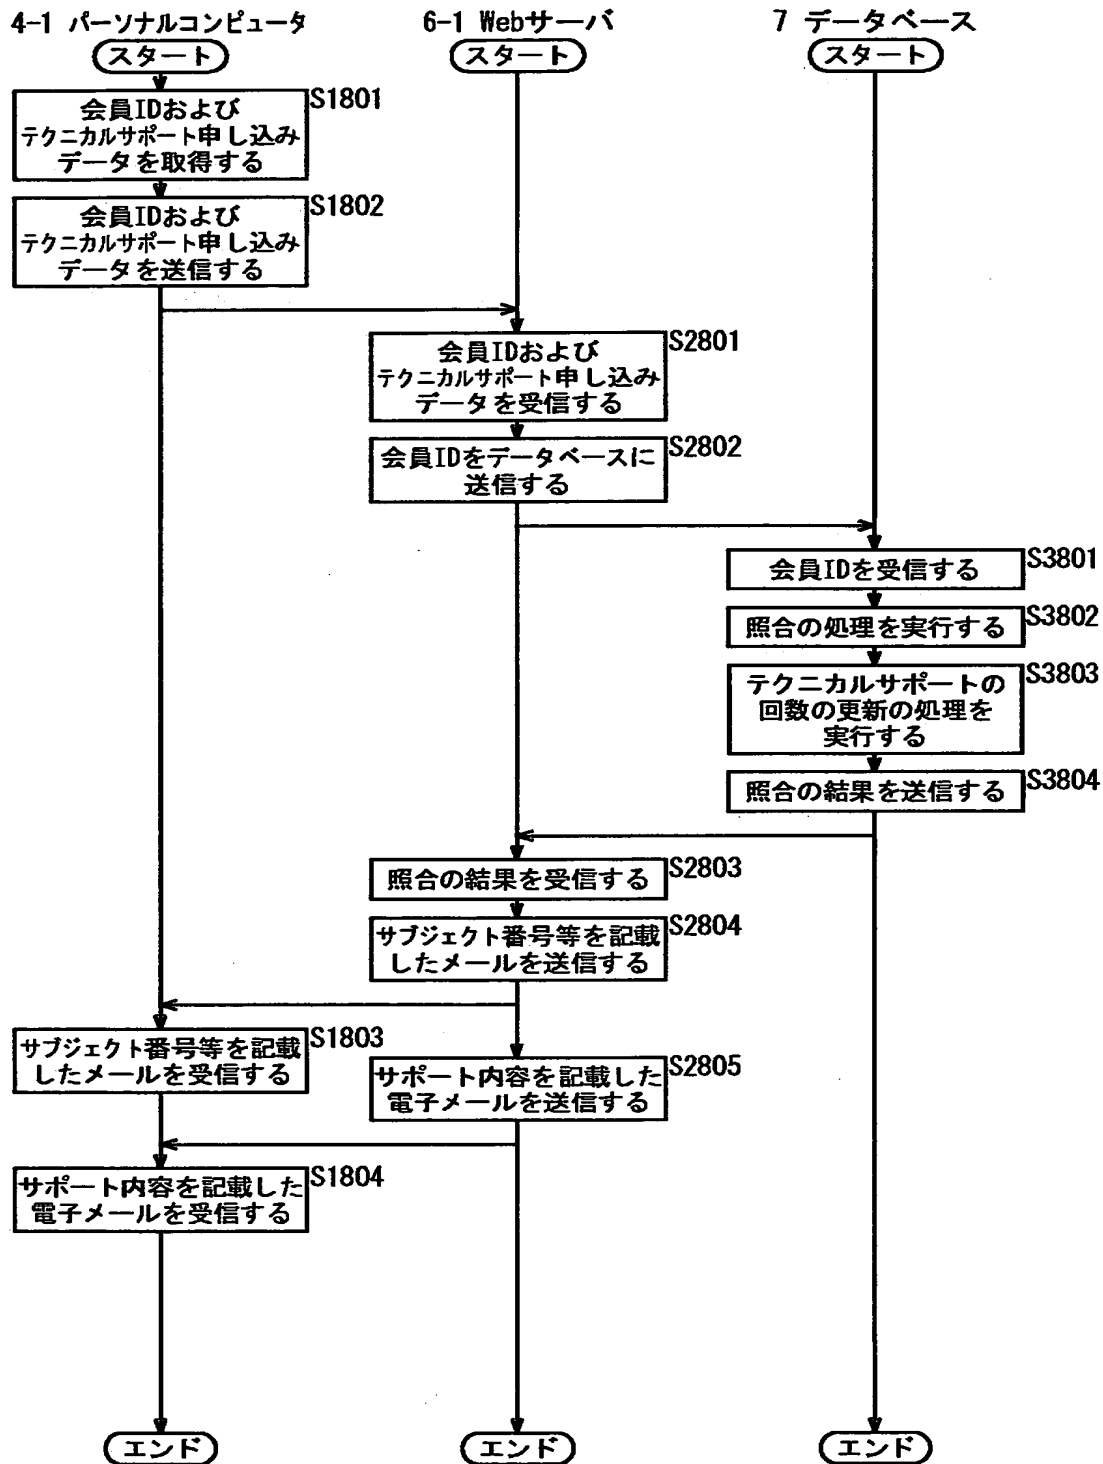 4-1 パーソナルコンピュータ
スタート
会員IDおよび
テクニカルサポート申し込み
データを取得する
S1801
会員IDおよび
テクニカルサポート申し込み
データを送信する
S1802
サブジェクト番号等を記載
したメールを受信する
S1803
サポート内容を記載した
電子メールを受信する
S1804
エンド
6-1 Webサーバ
スタート
会員IDおよび
テクニカルサポート申し込み
データを受信する
S2801
会員IDをデータベースに
送信する
S2802
照合の結果を受信する
S2803
サブジェクト番号等を記載
したメールを送信する
S2804
サポート内容を記載した
電子メールを送信する
S2805
エンド
7 データベース
スタート
会員IDを受信する
S3801
照合の処理を実行する
S3802
テクニカルサポートの
回数の更新の処理を
実行する
S3803
照合の結果を送信する
S3804
エンド